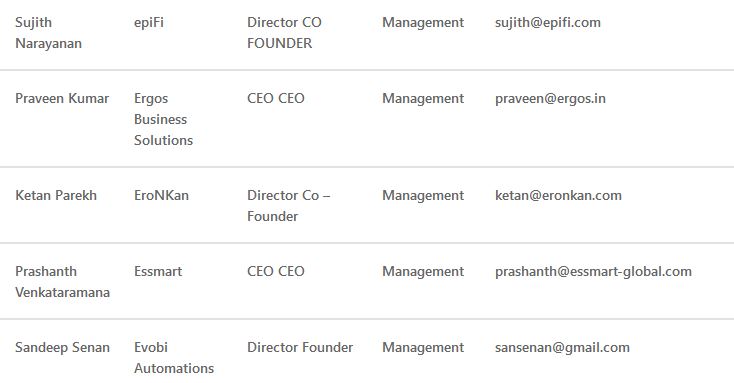 Sujith epiFi Director CO Management sujith@epifi.com
Narayanan FOUNDER
Praveen Kumar Ergos CEO CEO Management praveen@ergos.in
Business
Solutions
Ketan Parekh EroNKan Director Co – Management ketan@eronkan.com
Founder
Prashanth Essmart CEO CEO Management prashanth@essmart-global.com
Venkataramana
Sandeep Senan Evobi Director Founder Management sansenan@gmail.com
Automations